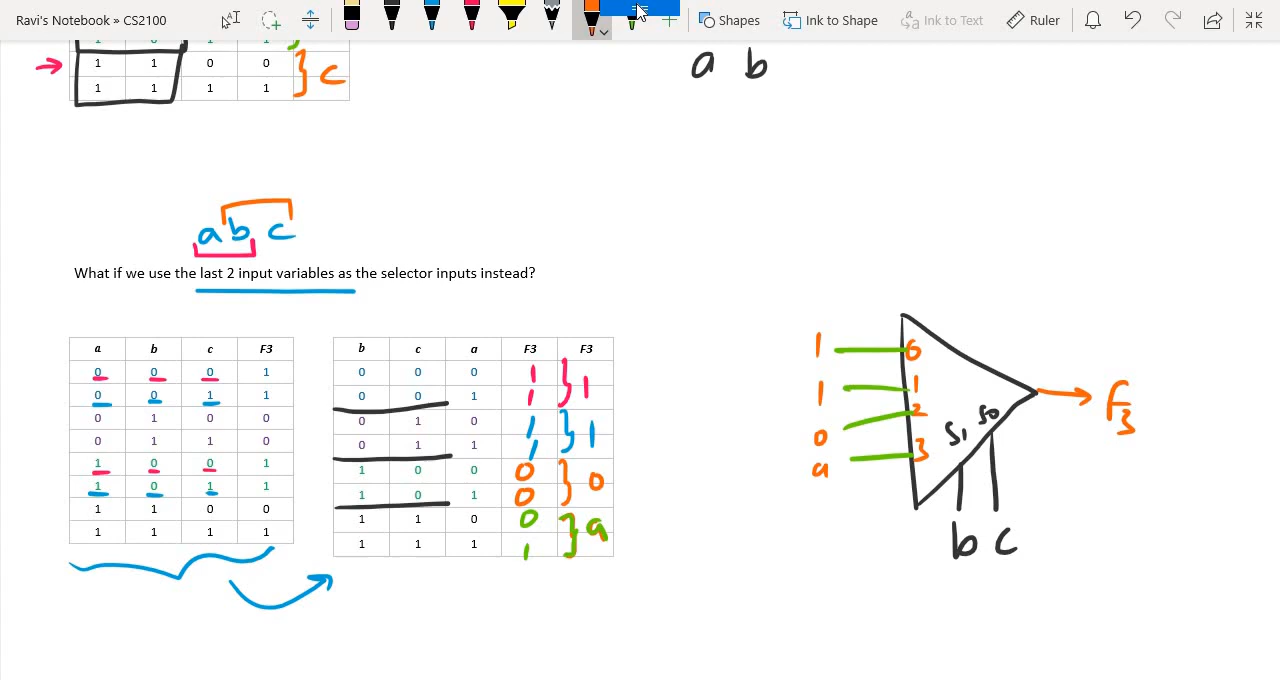 Ravi's Notebook » CS2100
Shapes
Ink to Shape
Ink to Text
Ruler
1 1 0 0
1 1 1 1
} c
a b
a b c
What if we use the last 2 input variables as the selector inputs instead?
a b c F3
0 0 0 1
0 0 1 1
0 1 0 0
0 1 1 0
1 0 0 1
1 0 1 1
1 1 0 0
1 1 1 1
b c a F3 F3
0 0 0 1 } 1
0 0 1 1
0 1 0 1 } 1
0 1 1 1
1 0 0 0 } 0
1 0 1 0
1 1 0 0 } a
1 1 1 1
1 0
1 1
0 2
a 3
S1 S0
b c
F3